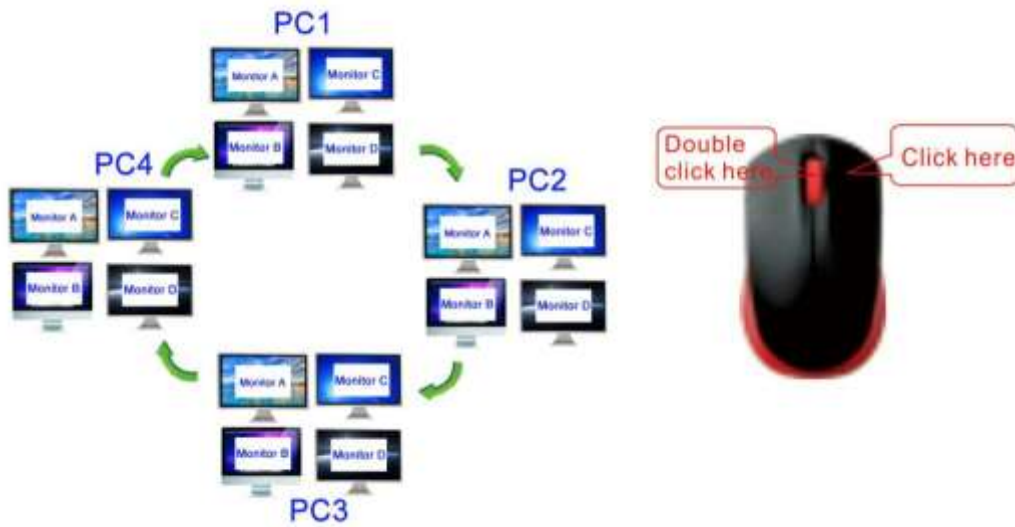 PC1
Monitor A
Monitor C
Monitor B
Monitor D
PC4
Monitor A
Monitor C
Monitor B
Monitor D
PC2
Monitor A
Monitor C
Monitor B
Monitor D
Monitor A
Monitor C
Monitor B
Monitor D
PC3
Double
click here
Click here